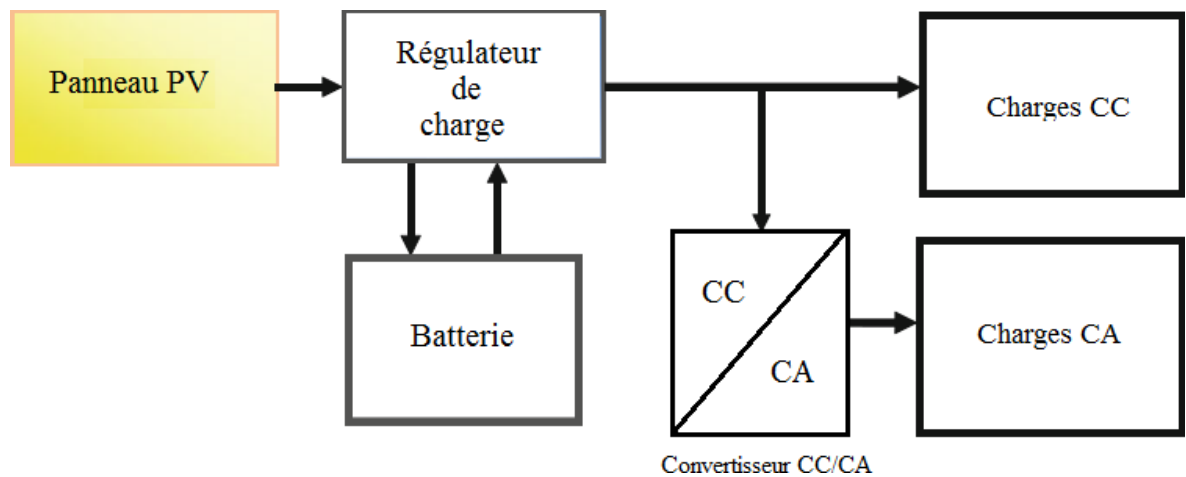 Panneau PV
Régulateur
de
charge
Charges CC
Batterie
CC
CA
Charges CA
Convertisseur CC/CA